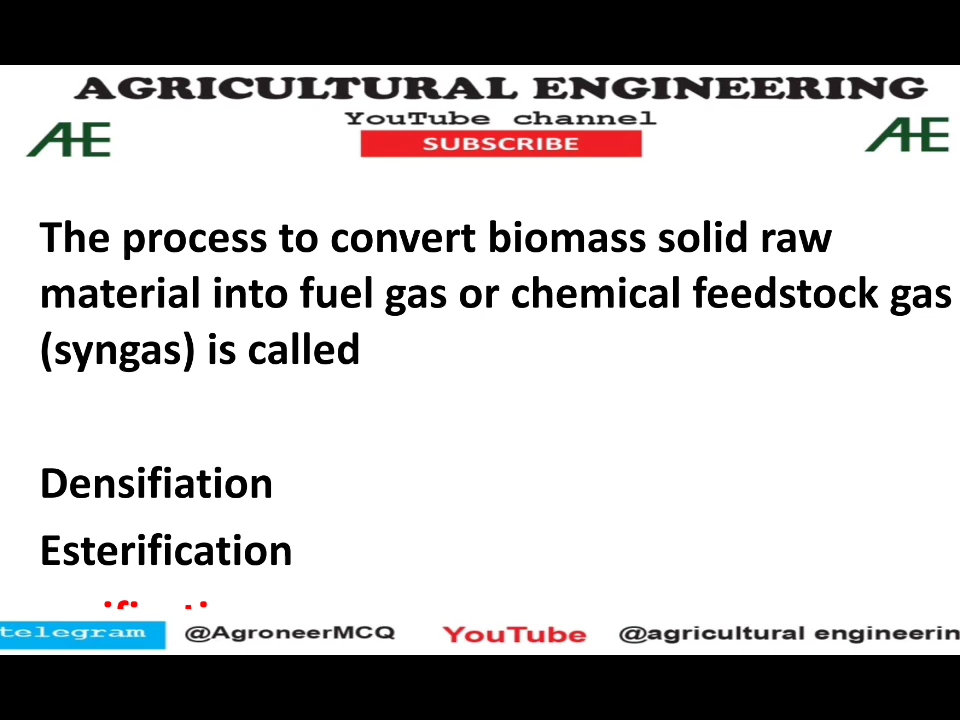 AGRICULTURAL ENGINEERING
YouTube channel
AE
SUBSCRIBE
AE
The process to convert biomass solid raw
material into fuel gas or chemical feedstock gas
(syngas) is called
Densifiation
Esterification
telegram @AgroneerMCQ YouTube @agricultural engineerin